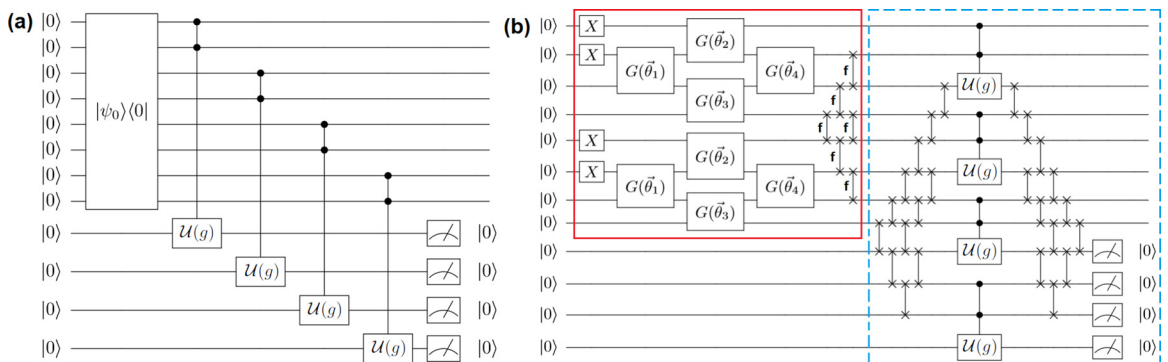 (a)
|0⟩
|0⟩
|0⟩
|0⟩
|0⟩
|0⟩
|0⟩
|0⟩
|ψ₀⟩⟨0|
|0⟩ 𝒰(g) |0⟩
|0⟩ 𝒰(g) |0⟩
|0⟩ 𝒰(g) |0⟩
|0⟩ 𝒰(g) |0⟩
(b)
|0⟩ X
G(θ⃗₂)
|0⟩ X
G(θ⃗₁) G(θ⃗₄) f
|0⟩ 𝒰(g)
G(θ⃗₃) f
|0⟩
f f
|0⟩ X
G(θ⃗₂) f
|0⟩ X 𝒰(g)
G(θ⃗₁) G(θ⃗₄) f
|0⟩
G(θ⃗₃)
|0⟩
|0⟩ 𝒰(g) |0⟩
|0⟩ |0⟩
|0⟩ |0⟩
|0⟩ 𝒰(g) |0⟩